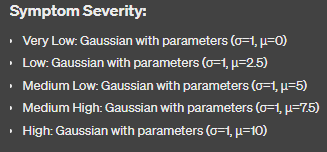 Symptom Severity:
• Very Low: Gaussian with parameters (σ=1, μ=0)
• Low: Gaussian with parameters (σ=1, μ=2.5)
• Medium Low: Gaussian with parameters (σ=1, μ=5)
• Medium High: Gaussian with parameters (σ=1, μ=7.5)
• High: Gaussian with parameters (σ=1, μ=10)